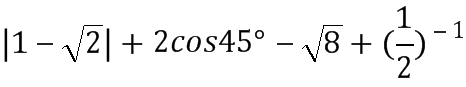 |1 − √2| + 2cos45° − √8 + (1/2)⁻¹